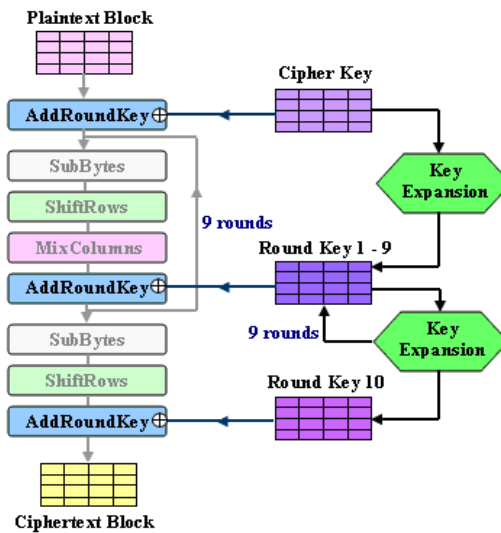 Plaintext Block
Cipher Key
AddRoundKey
SubBytes
Key
Expansion
ShiftRows
9 rounds
MixColumns
Round Key 1 - 9
AddRoundKey
9 rounds
Key
Expansion
SubBytes
ShiftRows
Round Key 10
AddRoundKey
Ciphertext Block